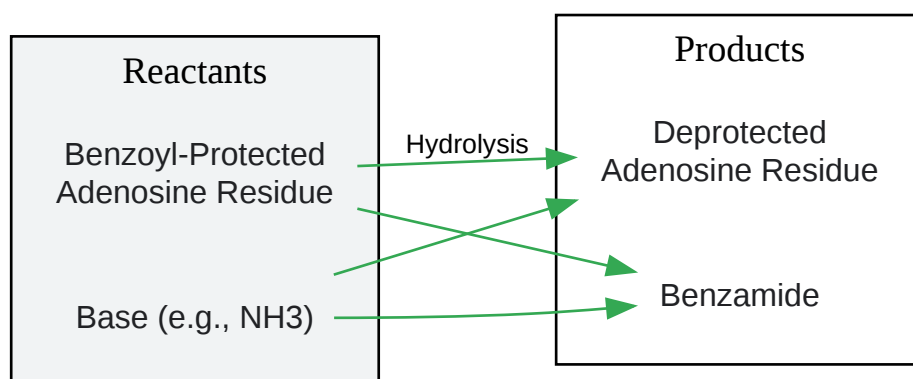 Reactants
Benzoyl-Protected
Adenosine Residue
Base (e.g., NH3)
Hydrolysis
Products
Deprotected
Adenosine Residue
Benzamide